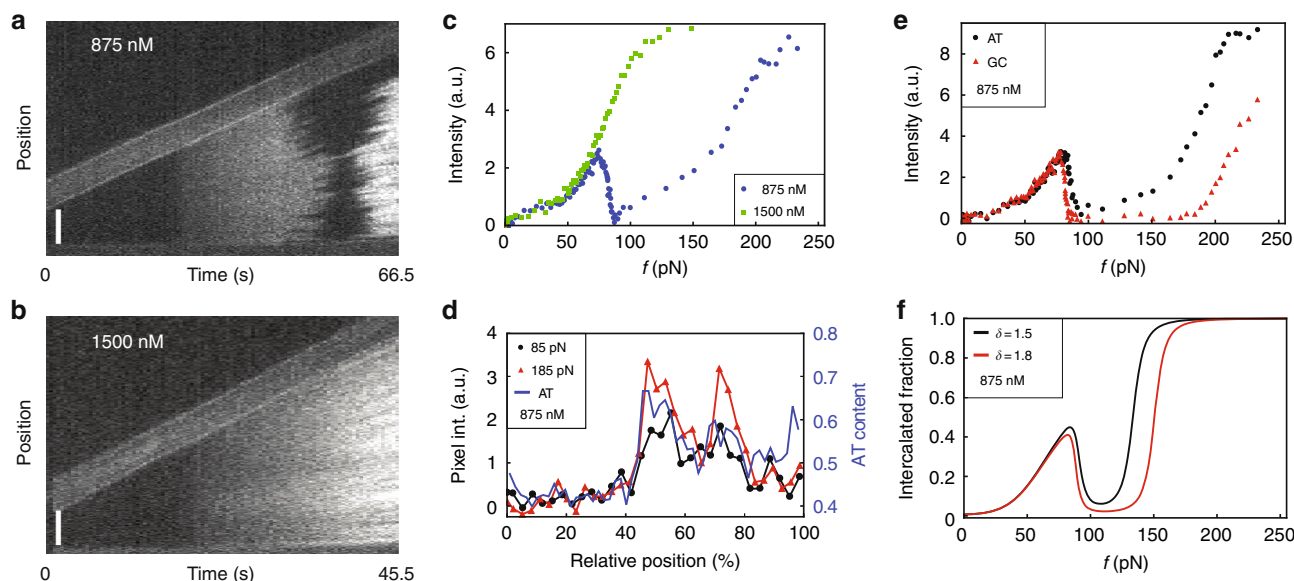 a
875 nM
Position
0
Time (s)
66.5
b
1500 nM
Position
0
Time (s)
45.5
c
Intensity (a.u.)
6
4
2
0
875 nM
1500 nM
0
50
100
150
200
250
f (pN)
d
Pixel int. (a.u.)
4
3
2
1
0
85 pN
185 pN
AT
875 nM
0.8
0.7
0.6
0.5
0.4
AT content
0
20
40
60
80
100
Relative position (%)
e
Intensity (a.u.)
8
6
4
2
0
AT
GC
875 nM
0
50
100
150
200
250
f (pN)
f
Intercalated fraction
1.0
0.8
0.6
0.4
0.2
0
δ = 1.5
δ = 1.8
875 nM
0
50
100
150
200
250
f (pN)